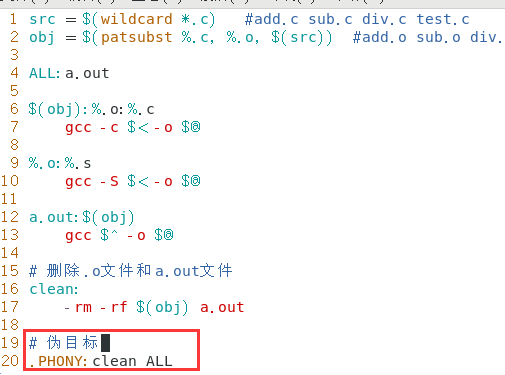 1 src = $(wildcard *.c)   #add.c sub.c div.c test.c
2 obj = $(patsubst %.c, %.o, $(src))  #add.o sub.o div.
3
4 ALL:a.out
5
6 $(obj):%.o:%.c
7     gcc -c $< -o $@
8
9 %.o:%.s
10     gcc -S $< -o $@
11
12 a.out:$(obj)
13     gcc $^ -o $@
14
15 # 删除.o文件和a.out文件
16 clean:
17     -rm -rf $(obj) a.out
18
19 # 伪目标
20 .PHONY:clean ALL